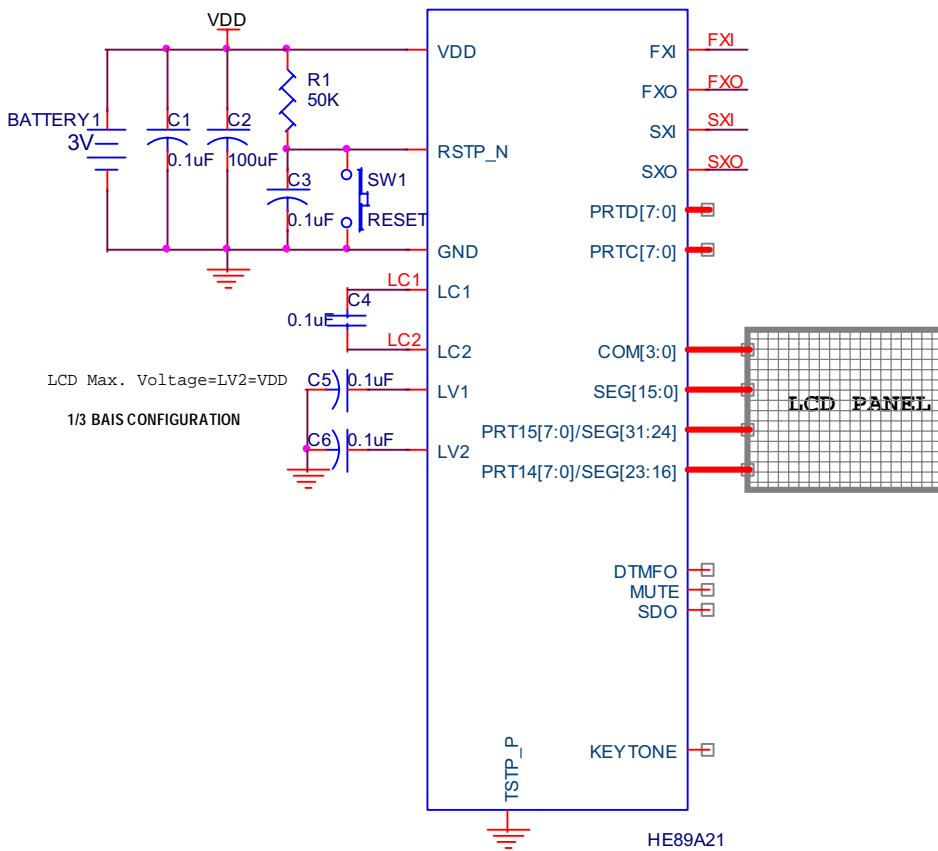 VDD
BATTERY1
3V
C1
0.1uF
C2
100uF
R1
50K
C3
0.1uF
SW1
RESET
VDD
RSTP_N
GND
LC1
LC1
C4
0.1uF
LC2
LC2
LCD Max. Voltage=LV2=VDD
1/3 BAIS CONFIGURATION
C5
0.1uF
LV1
C6
0.1uF
LV2
FXI
FXI
FXO
FXO
SXI
SXI
SXO
SXO
PRTD[7:0]
PRTC[7:0]
COM[3:0]
SEG[15:0]
PRT15[7:0]/SEG[31:24]
PRT14[7:0]/SEG[23:16]
LCD PANEL
DTMFO
MUTE
SDO
KEYTONE
TSTP_P
HE89A21